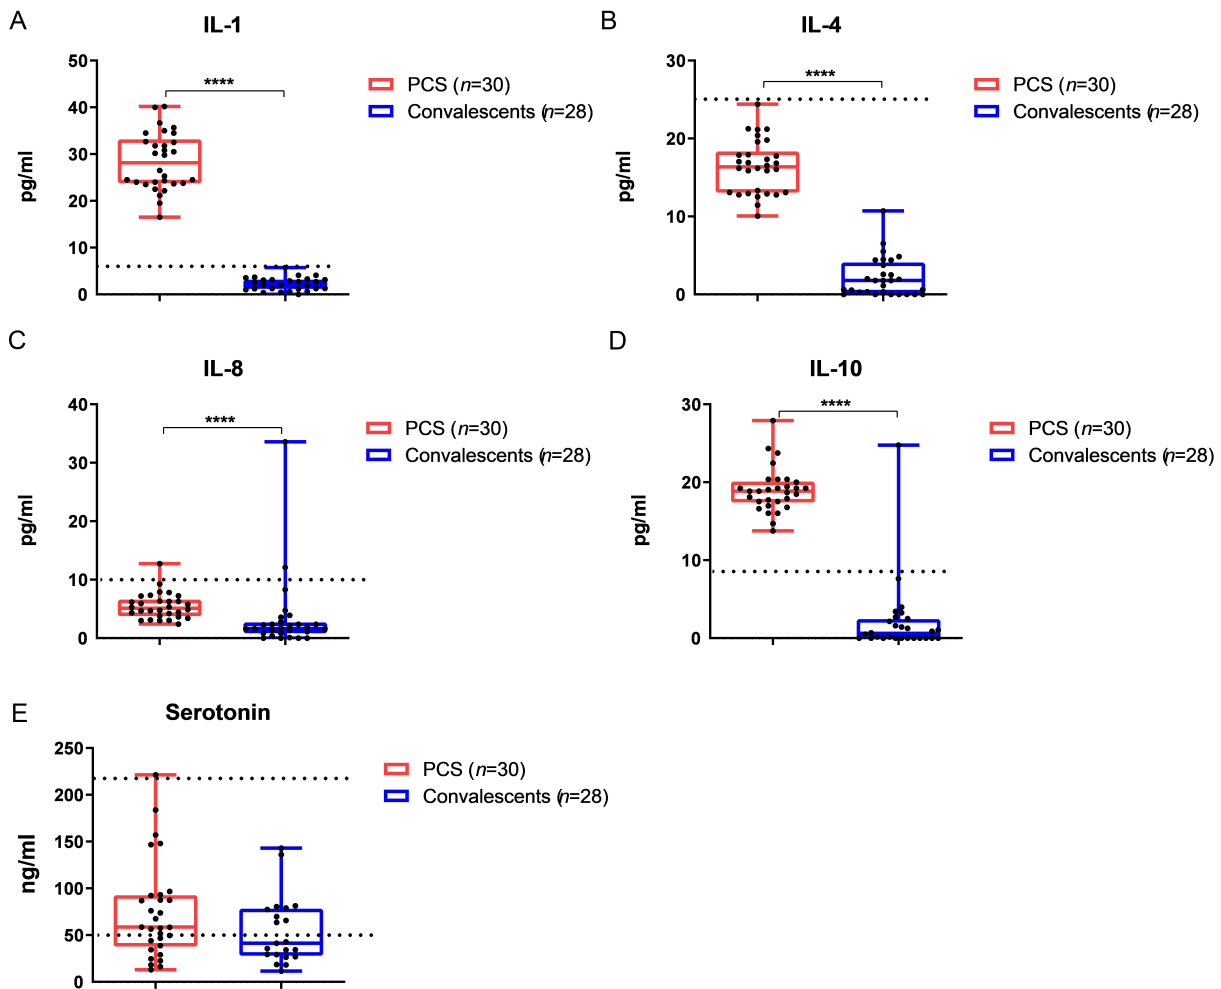 A
IL-1
50
40
30
20
10
0
pg/ml
****
PCS (n=30)
Convalescents (n=28)
B
IL-4
30
20
10
0
pg/ml
****
PCS (n=30)
Convalescents (n=28)
C
IL-8
40
30
20
10
0
pg/ml
****
PCS (n=30)
Convalescents (n=28)
D
IL-10
30
20
10
0
pg/ml
****
PCS (n=30)
Convalescents (n=28)
E
Serotonin
250
200
150
100
50
0
ng/ml
PCS (n=30)
Convalescents (n=28)